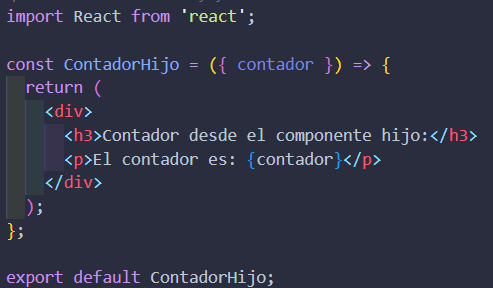 import React from 'react';
const ContadorHijo = ({ contador }) => {
return (
<div>
<h3>Contador desde el componente hijo:</h3>
<p>El contador es: {contador}</p>
</div>
);
};
export default ContadorHijo;